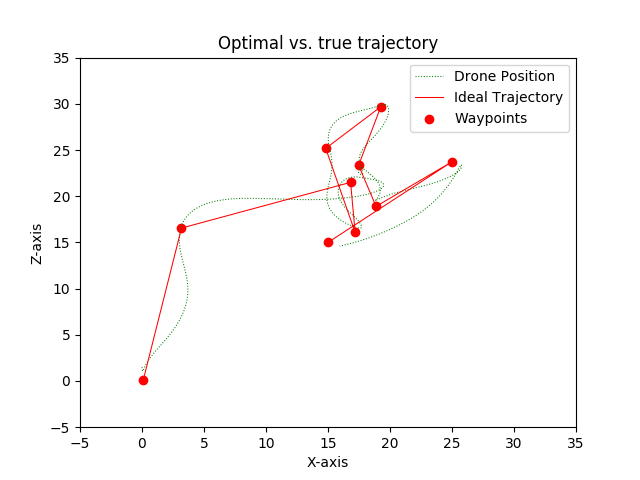 Optimal vs. true trajectory
Drone Position
Ideal Trajectory
Waypoints
Z-axis
35
30
25
20
15
10
5
0
−5
−5 0 5 10 15 20 25 30 35
X-axis